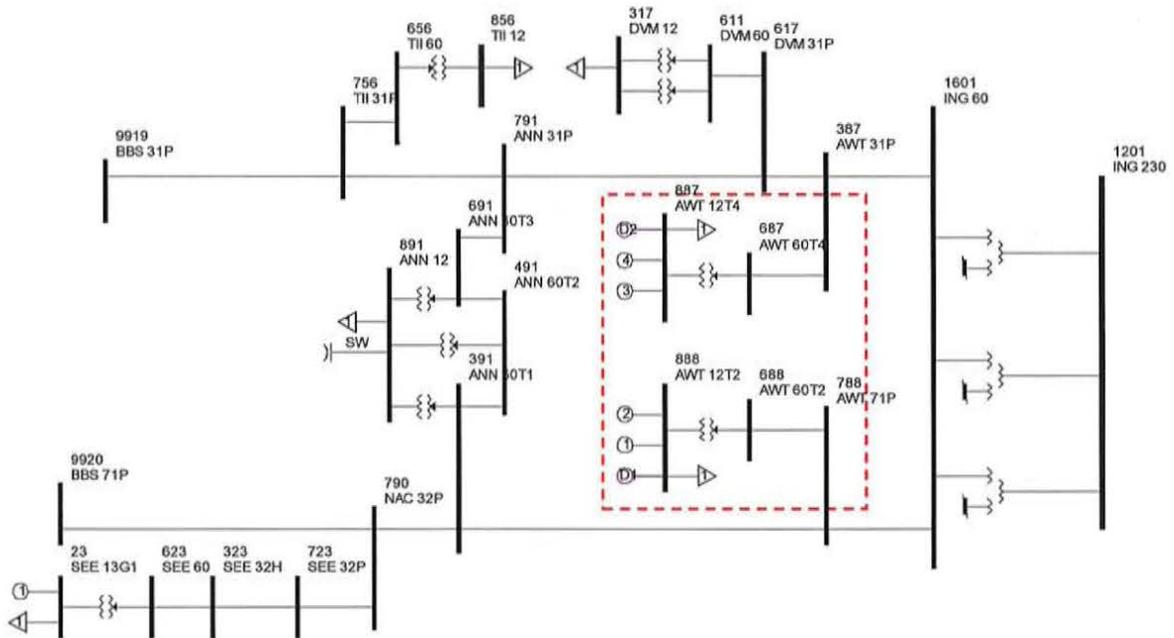 656
TII 60
856
TII 12
317
DVM 12
611
DVM 60
617
DVM 31P
1
1
756
TII 31P
1601
ING 60
791
ANN 31P
387
AWT 31P
9919
BBS 31P
1201
ING 230
887
AWT 12T4
691
ANN 60T3
687
AWT 60T4
D2
1
4
3
891
ANN 12
491
ANN 60T2
1
SW
391
ANN 60T1
888
AWT 12T2
688
AWT 60T2
788
AWT 71P
2
1
D1
1
9920
BBS 71P
790
NAC 32P
23
SEE 13G1
623
SEE 60
323
SEE 32H
723
SEE 32P
1
1